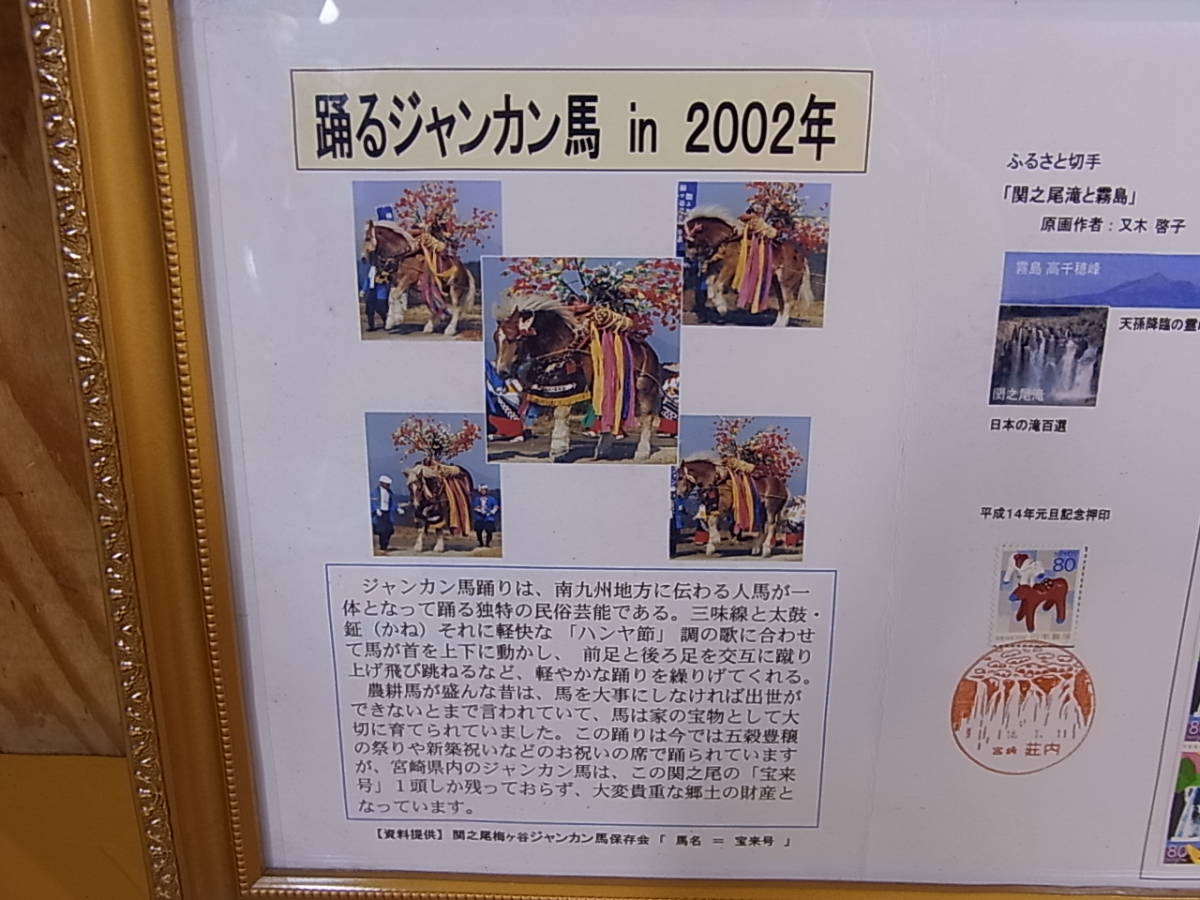 踊るジャンカン馬 in 2002年
ジャンカン馬踊りは、南九州地方に伝わる人馬が一
体となって踊る独特の民俗芸能である。三味線と太鼓・
鉦（かね）それに軽快な 「ハンヤ節」 調の歌に合わせ
て馬が首を上下に動かし、 前足と後ろ足を交互に蹴り
上げ飛び跳ねるなど、軽やかな踊りを繰りげてくれる。
農耕馬が盛んな昔は、馬を大事にしなければ出世が
できないとまで言われていて、馬は家の宝物として大
切に育てられていました。この踊りは今では五穀豊穣
の祭りや新築祝いなどのお祝いの席で踊られています
が、宮崎県内のジャンカン馬は、この関之尾の「宝来
号」１頭しか残っておらず、大変貴重な郷土の財産と
なっています。
【資料提供】 関之尾梅ヶ谷ジャンカン馬保存会 「 馬名 ＝ 宝来号 」
ふるさと切手
「関之尾滝と霧島」
原画作者：又木 啓子
霧島 高千穂峰
天孫降臨の霊
関之尾滝
日本の滝百選
平成14年元旦記念押印
80
日本郵便
宮崎 荘内
80